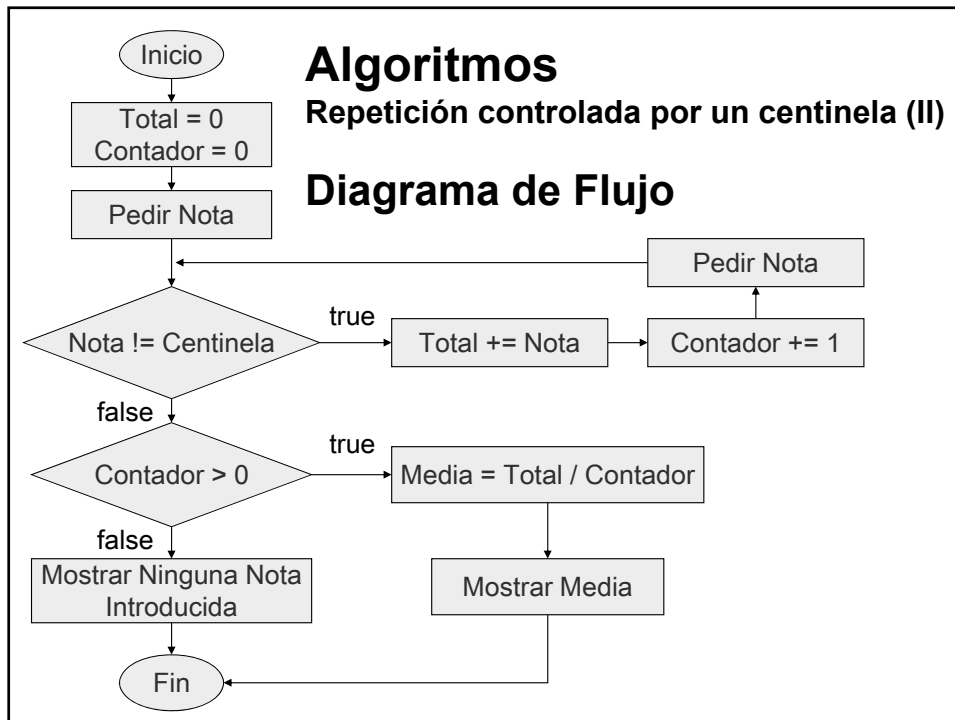 Inicio
Algoritmos
Repetición controlada por un centinela (II)
Total = 0
Contador = 0
Diagrama de Flujo
Pedir Nota
Pedir Nota
Nota != Centinela
true
Total += Nota
Contador += 1
false
Contador > 0
true
Media = Total / Contador
false
Mostrar Ninguna Nota
Introducida
Mostrar Media
Fin